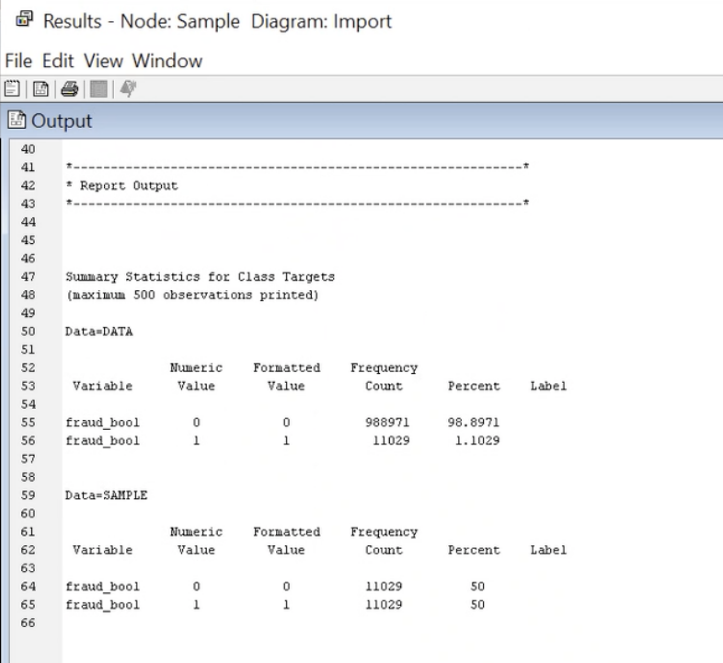 Results - Node: Sample Diagram: Import
File Edit View Window
Output
40
41 *------------------------------------------------------------*
42 * Report Output
43 *------------------------------------------------------------*
44
45
46
47 Summary Statistics for Class Targets
48 (maximum 500 observations printed)
49
50 Data=DATA
51
52 Numeric Formatted Frequency
53 Variable Value Value Count Percent Label
54
55 fraud_bool 0 0 988971 98.8971
56 fraud_bool 1 1 11029 1.1029
57
58
59 Data=SAMPLE
60
61 Numeric Formatted Frequency
62 Variable Value Value Count Percent Label
63
64 fraud_bool 0 0 11029 50
65 fraud_bool 1 1 11029 50
66